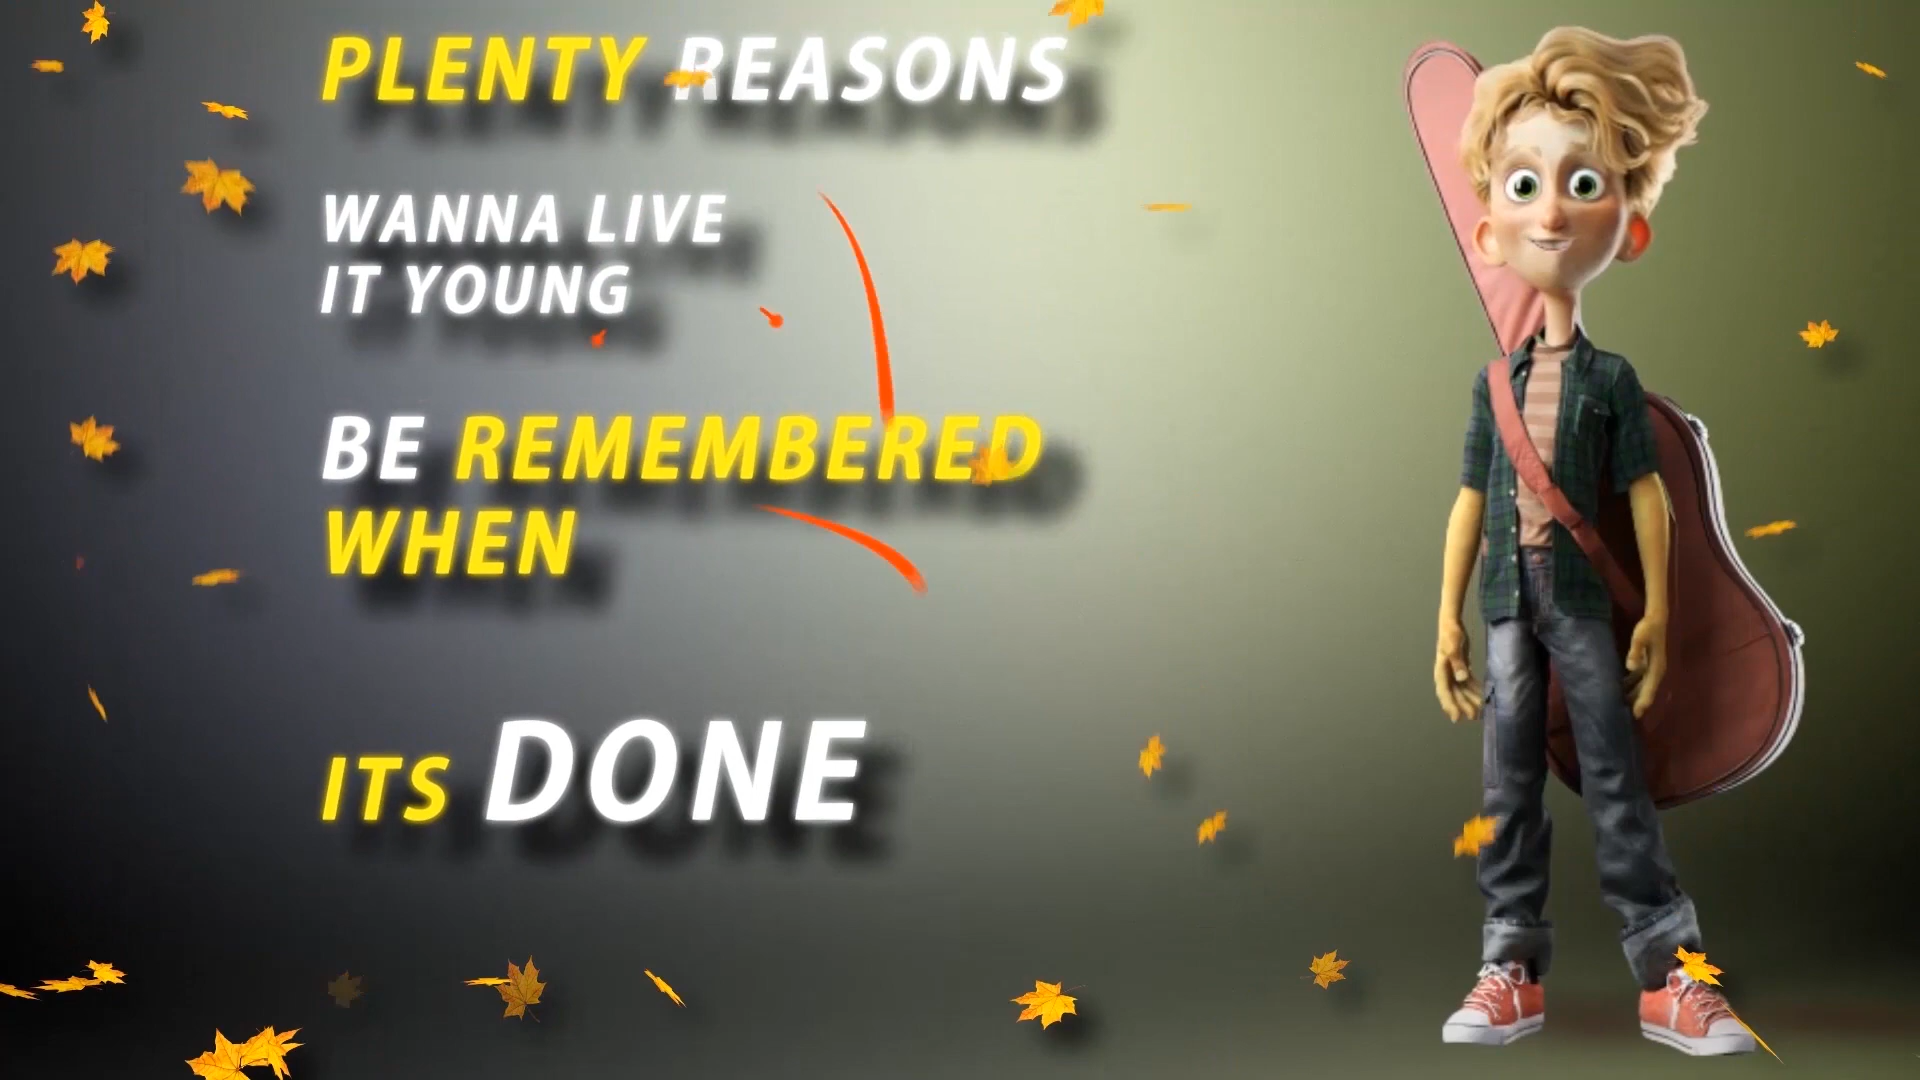 PLENTY REASONS
WANNA LIVE
IT YOUNG
BE REMEMBERED
WHEN
ITS DONE